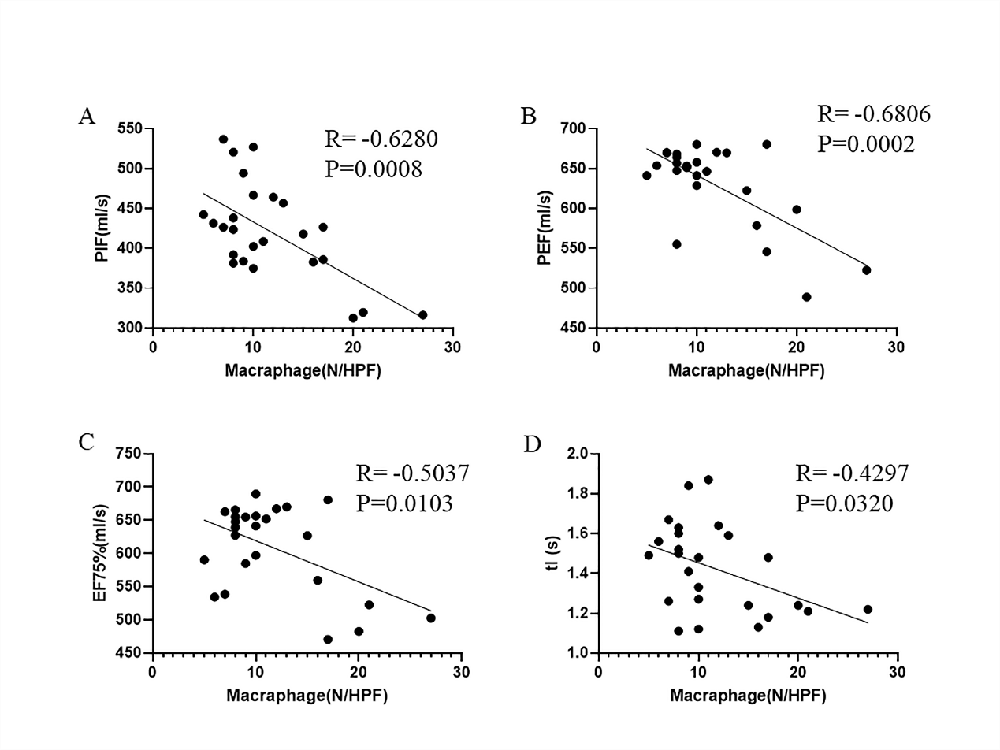 A
R= -0.6280
P=0.0008
PIF(ml/s)
550
500
450
400
350
300
0
10
20
30
Macraphage(N/HPF)
B
R= -0.6806
P=0.0002
PEF(ml/s)
700
650
600
550
500
450
0
10
20
30
Macraphage(N/HPF)
C
R= -0.5037
P=0.0103
EF75%(ml/s)
750
700
650
600
550
500
450
0
10
20
30
Macraphage(N/HPF)
D
R= -0.4297
P=0.0320
tI (s)
2.0
1.8
1.6
1.4
1.2
1.0
0
10
20
30
Macraphage(N/HPF)